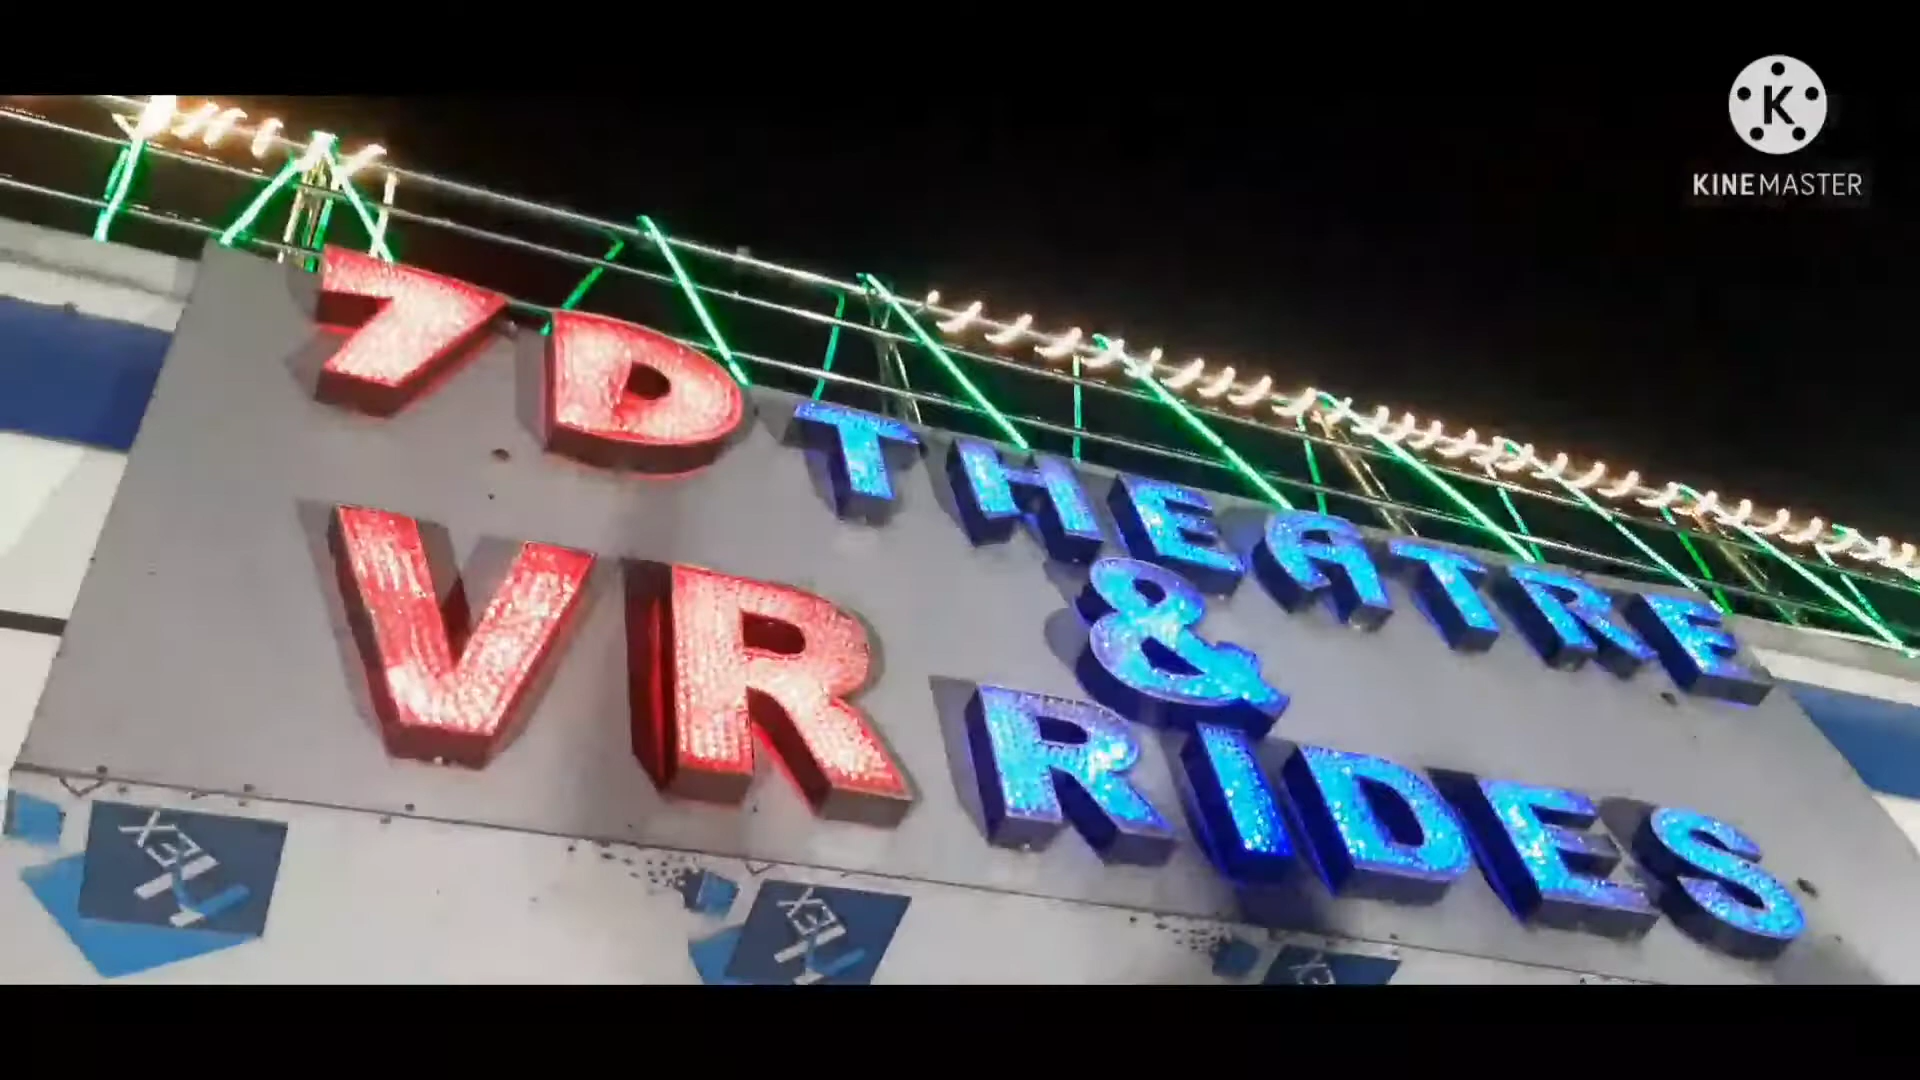 K
KINEMASTER
7D THEATRE
&
VR RIDES